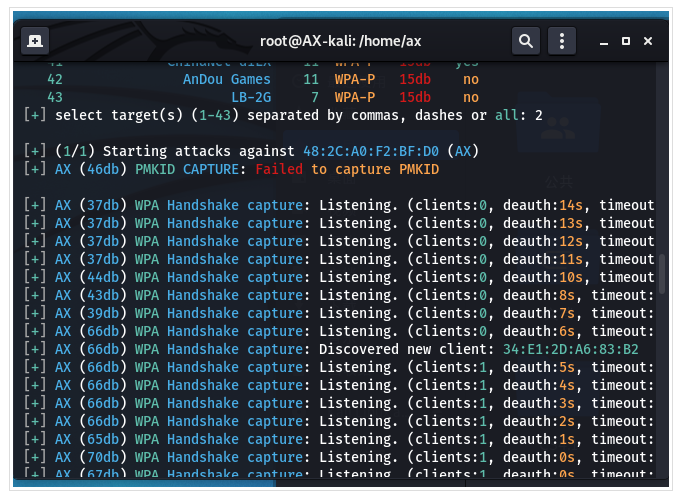 root@AX-kali: /home/ax
41 ChinaNet 11 WPA-P 15db yes
42 AnDou Games 11 WPA-P 15db no
43 LB-2G 7 WPA-P 15db no
[+] select target(s) (1-43) separated by commas, dashes or all: 2
[+] (1/1) Starting attacks against 48:2C:A0:F2:BF:D0 (AX)
[+] AX (46db) PMKID CAPTURE: Failed to capture PMKID
[+] AX (37db) WPA Handshake capture: Listening. (clients:0, deauth:14s, timeout
[+] AX (37db) WPA Handshake capture: Listening. (clients:0, deauth:13s, timeout
[+] AX (37db) WPA Handshake capture: Listening. (clients:0, deauth:12s, timeout
[+] AX (37db) WPA Handshake capture: Listening. (clients:0, deauth:11s, timeout
[+] AX (44db) WPA Handshake capture: Listening. (clients:0, deauth:10s, timeout
[+] AX (43db) WPA Handshake capture: Listening. (clients:0, deauth:8s, timeout:
[+] AX (39db) WPA Handshake capture: Listening. (clients:0, deauth:7s, timeout:
[+] AX (66db) WPA Handshake capture: Listening. (clients:0, deauth:6s, timeout:
[+] AX (66db) WPA Handshake capture: Discovered new client: 34:E1:2D:A6:83:B2
[+] AX (66db) WPA Handshake capture: Listening. (clients:1, deauth:5s, timeout:
[+] AX (66db) WPA Handshake capture: Listening. (clients:1, deauth:4s, timeout:
[+] AX (66db) WPA Handshake capture: Listening. (clients:1, deauth:3s, timeout:
[+] AX (66db) WPA Handshake capture: Listening. (clients:1, deauth:2s, timeout:
[+] AX (65db) WPA Handshake capture: Listening. (clients:1, deauth:1s, timeout:
[+] AX (70db) WPA Handshake capture: Listening. (clients:1, deauth:0s, timeout:
[+] AX (67db) WPA Handshake capture: Listening. (clients:1, deauth:0s, timeout: